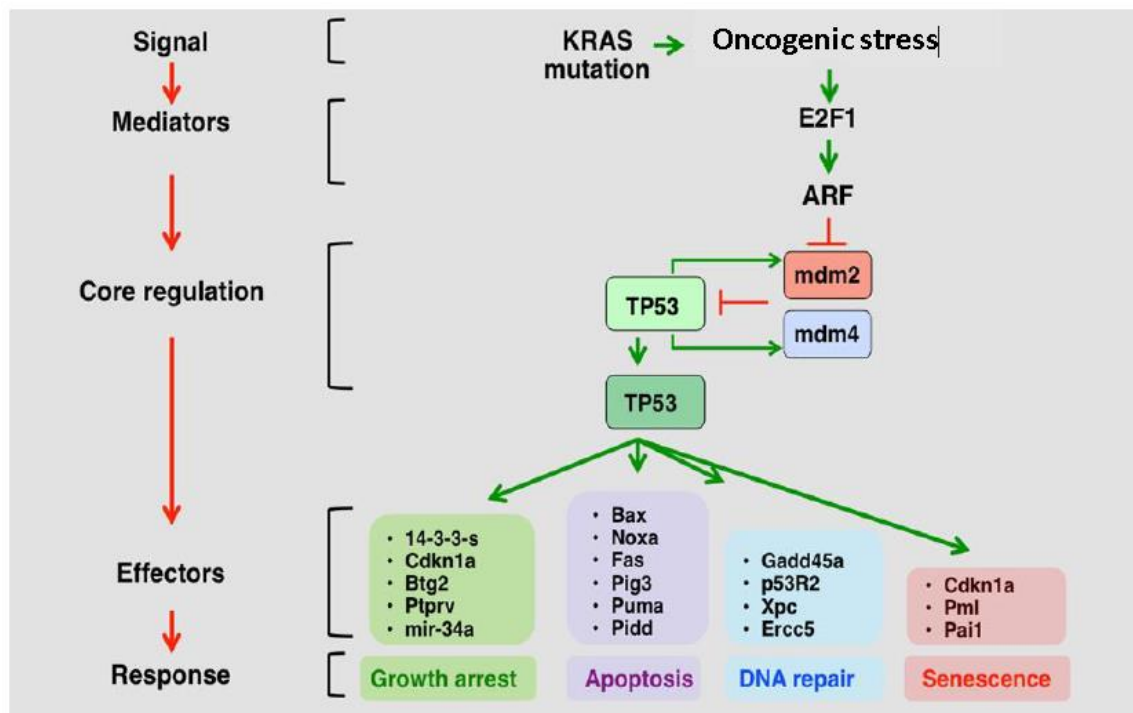 Signal
KRAS
mutation
Oncogenic stress
Mediators
E2F1
ARF
Core regulation
TP53
mdm2
mdm4
TP53
Effectors
• 14-3-3-s
• Cdkn1a
• Btg2
• Ptprv
• mir-34a
• Bax
• Noxa
• Fas
• Pig3
• Puma
• Pidd
• Gadd45a
• p53R2
• Xpc
• Ercc5
• Cdkn1a
• Pml
• Pai1
Response
Growth arrest
Apoptosis
DNA repair
Senescence